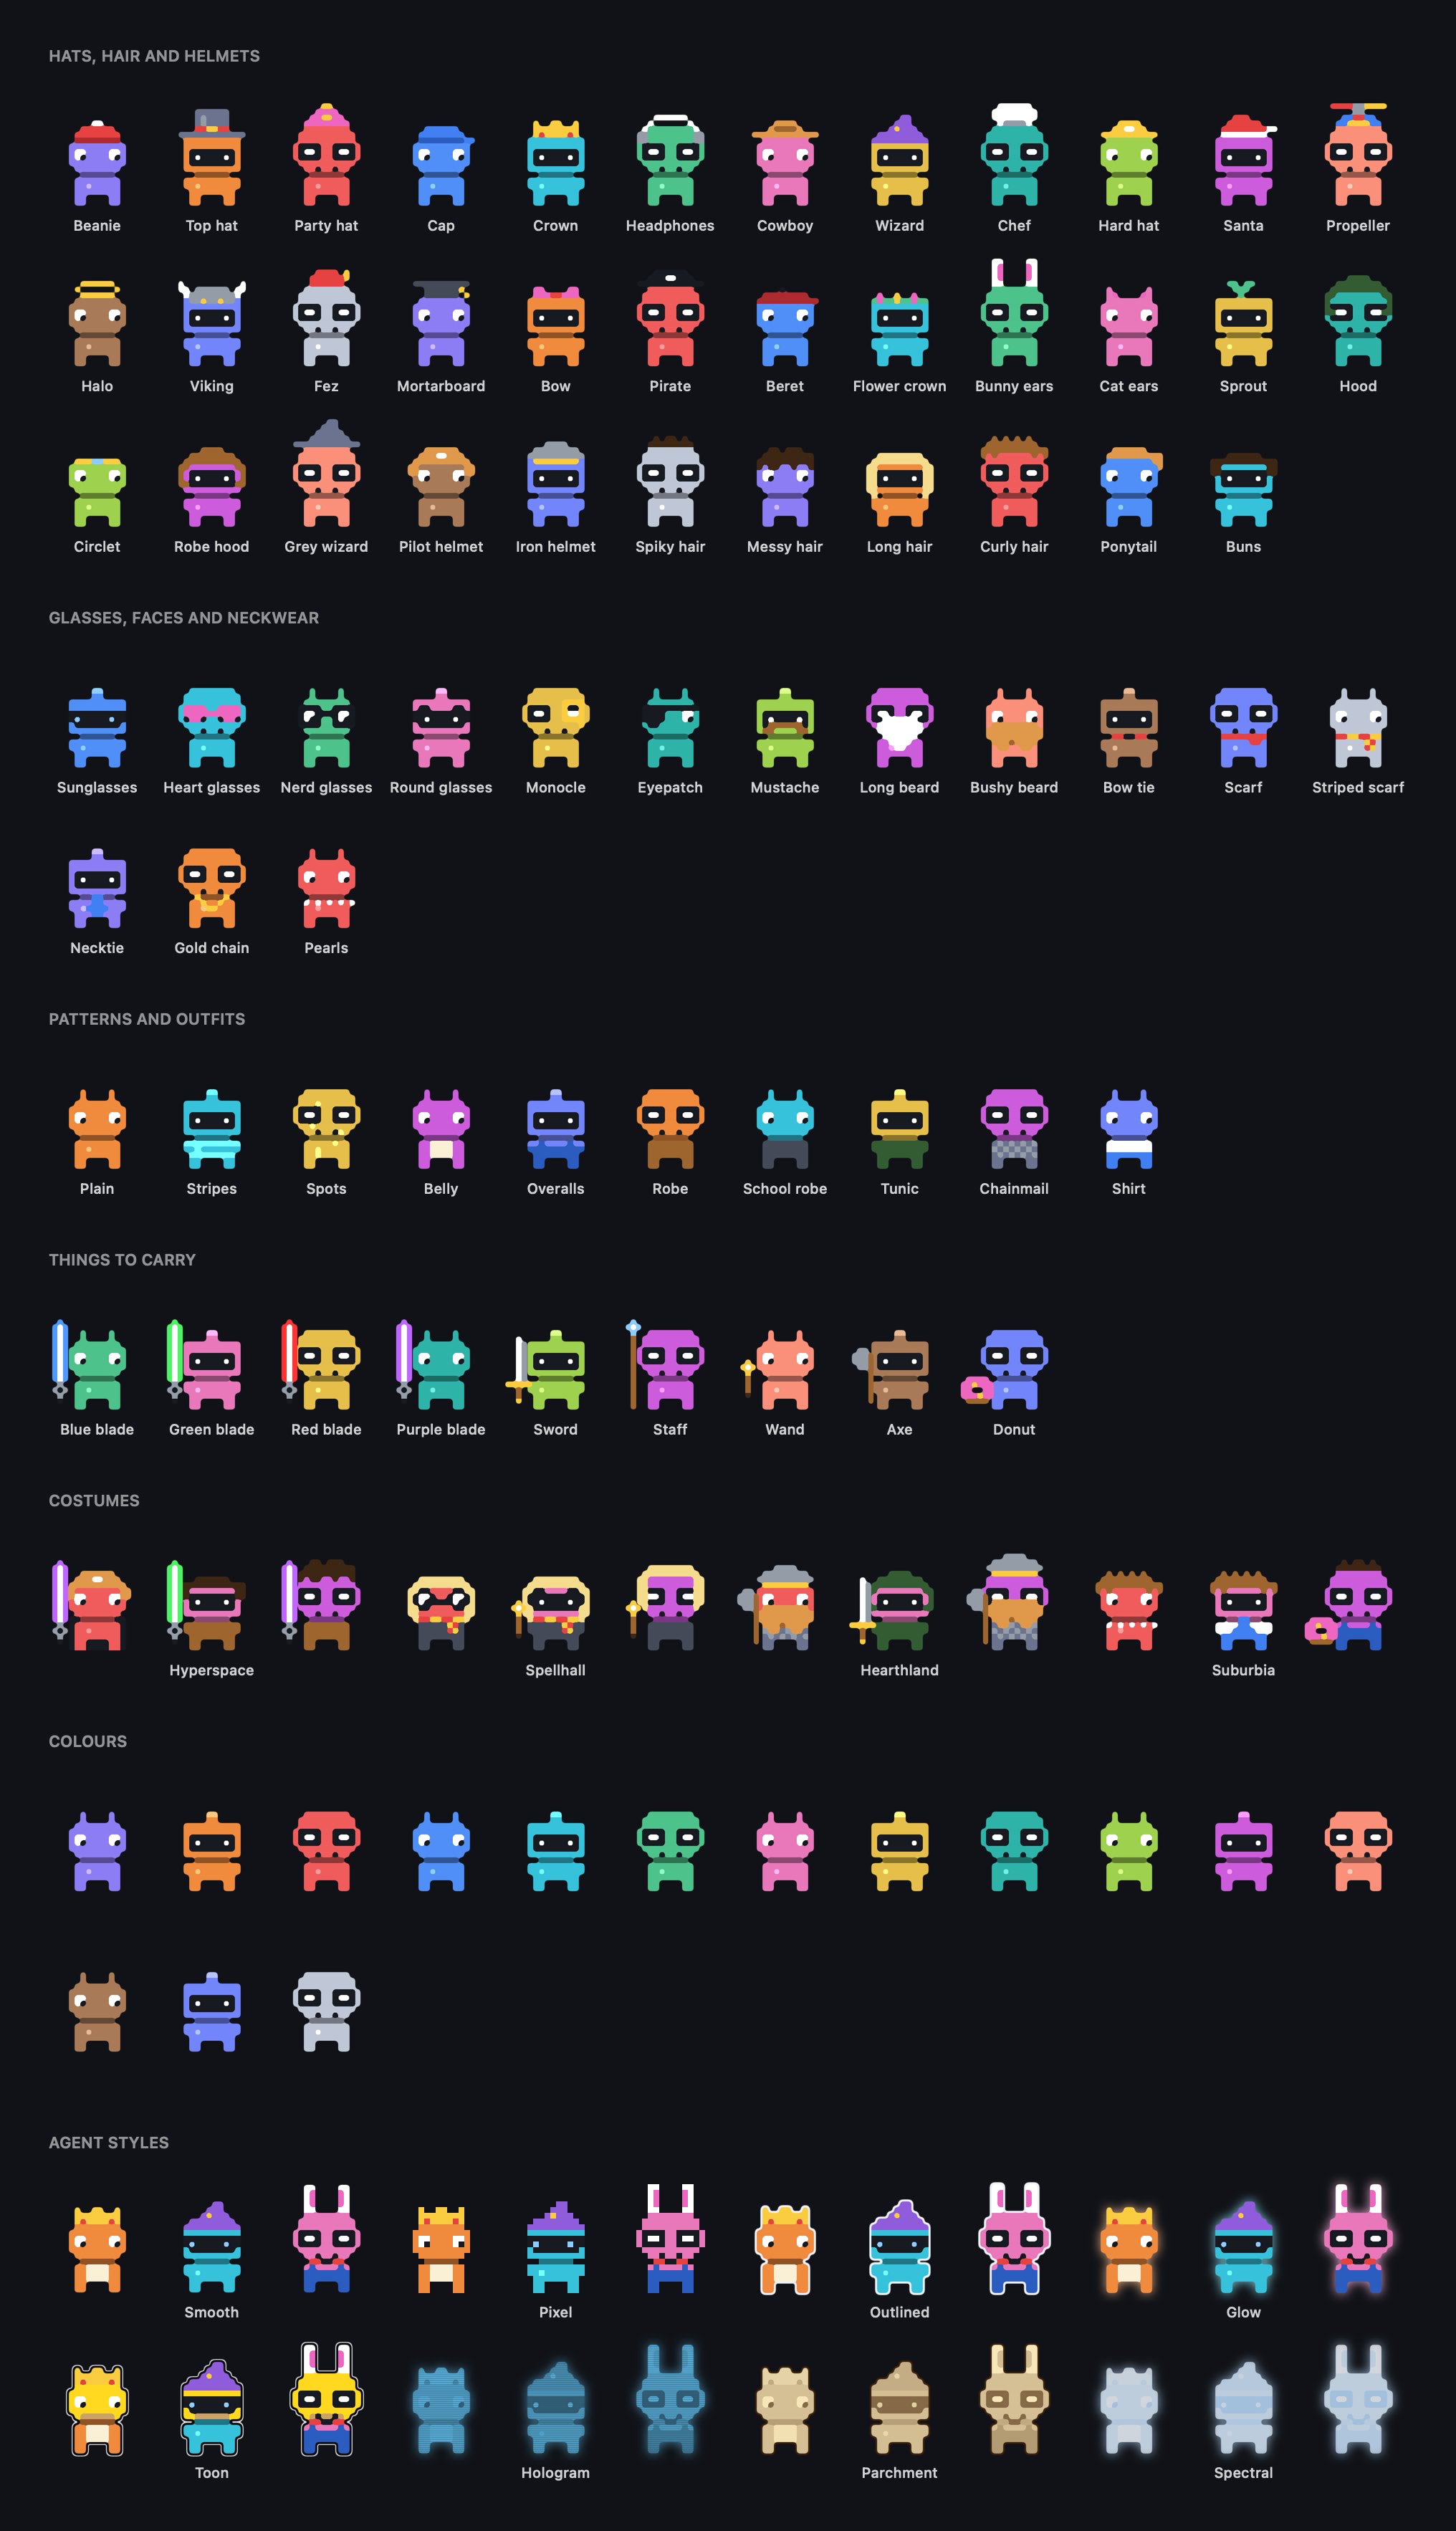 HATS, HAIR AND HELMETS
Beanie Top hat Party hat Cap Crown Headphones Cowboy Wizard Chef Hard hat Santa Propeller
Halo Viking Fez Mortarboard Bow Pirate Beret Flower crown Bunny ears Cat ears Sprout Hood
Circlet Robe hood Grey wizard Pilot helmet Iron helmet Spiky hair Messy hair Long hair Curly hair Ponytail Buns
GLASSES, FACES AND NECKWEAR
Sunglasses Heart glasses Nerd glasses Round glasses Monocle Eyepatch Mustache Long beard Bushy beard Bow tie Scarf Striped scarf
Necktie Gold chain Pearls
PATTERNS AND OUTFITS
Plain Stripes Spots Belly Overalls Robe School robe Tunic Chainmail Shirt
THINGS TO CARRY
Blue blade Green blade Red blade Purple blade Sword Staff Wand Axe Donut
COSTUMES
Hyperspace Spellhall Hearthland Suburbia
COLOURS
AGENT STYLES
Smooth Pixel Outlined Glow
Toon Hologram Parchment Spectral